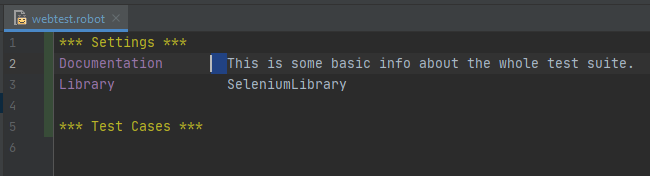 webtest.robot
1 *** Settings ***
2 Documentation This is some basic info about the whole test suite.
3 Library SeleniumLibrary
4
5 *** Test Cases ***
6